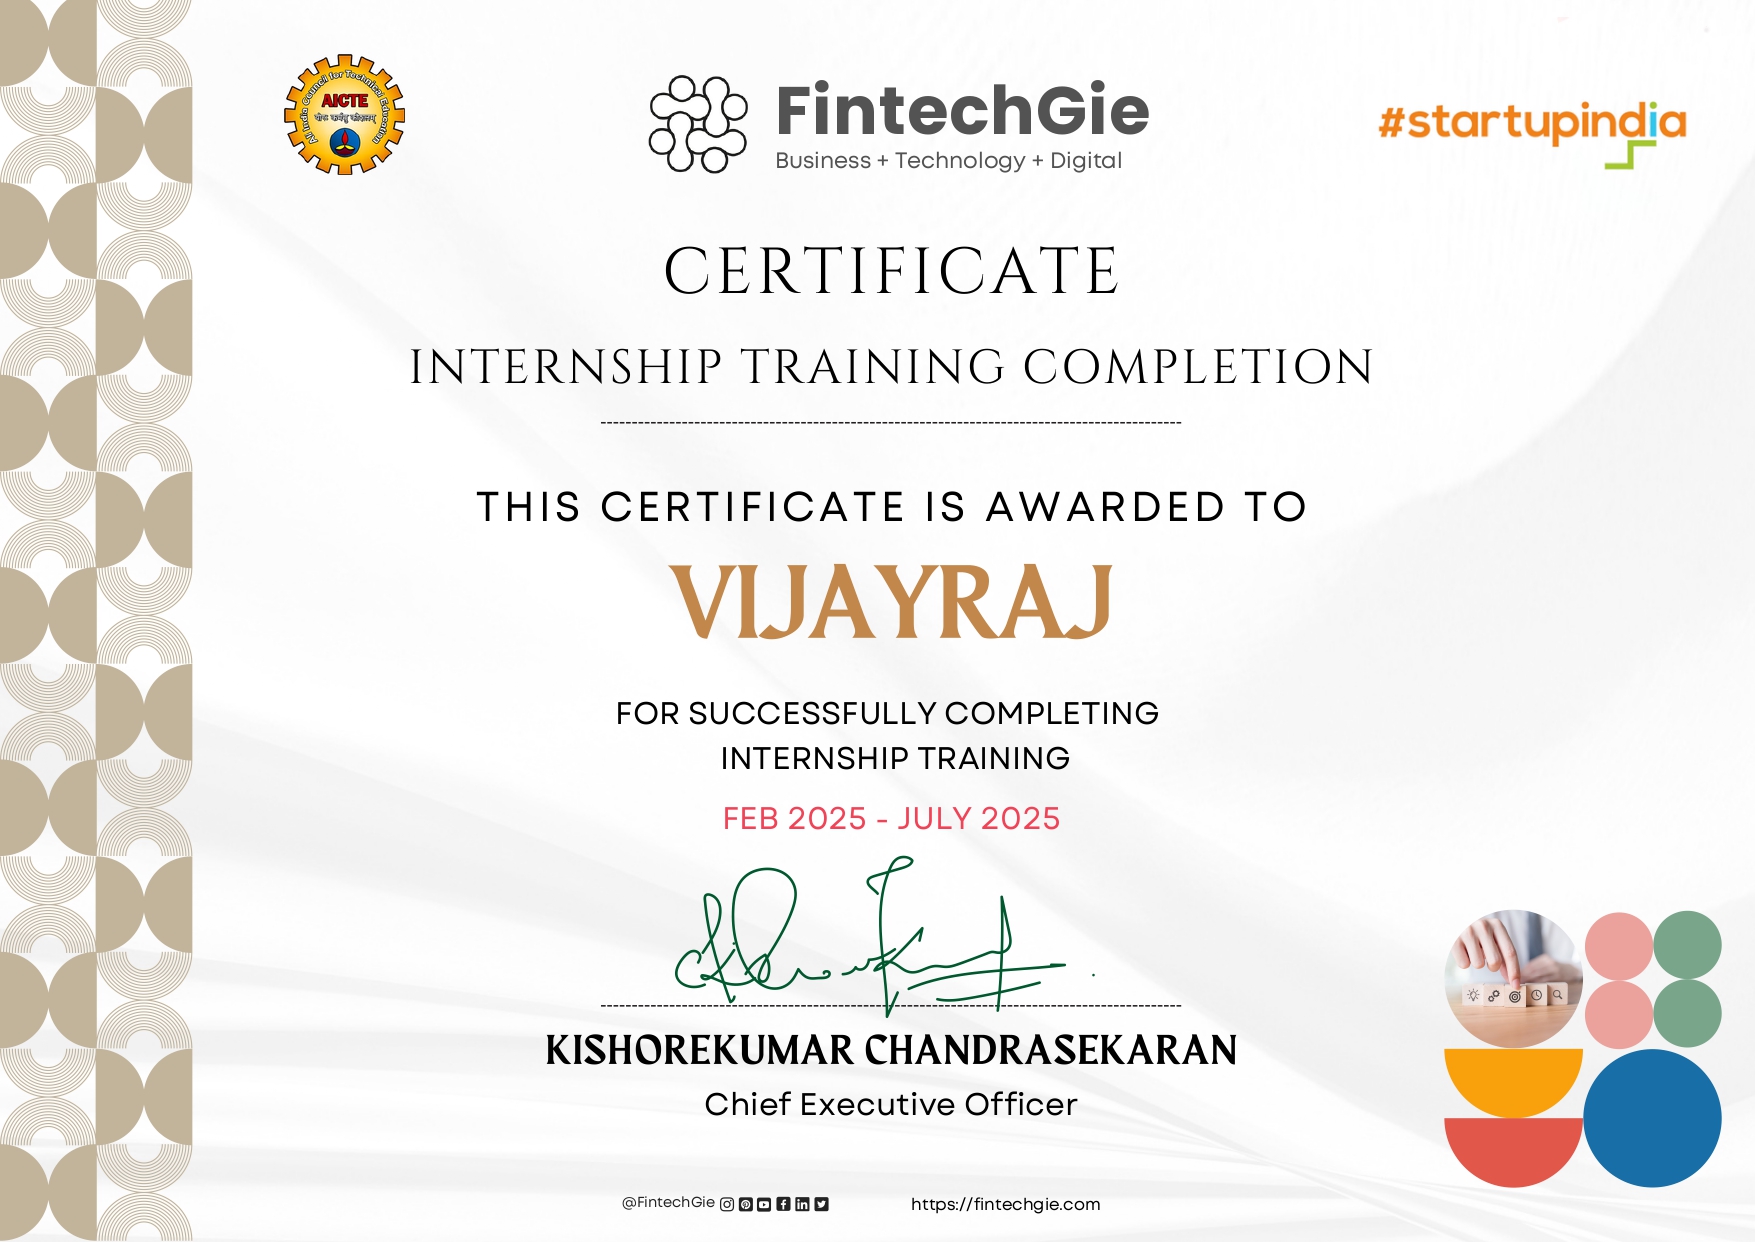 All India Council for Technical Education
AICTE
योगः कर्मसु कौशलम्
FintechGie
Business + Technology + Digital
#startupindia
CERTIFICATE
INTERNSHIP TRAINING COMPLETION
THIS CERTIFICATE IS AWARDED TO
VIJAYRAJ
FOR SUCCESSFULLY COMPLETING
INTERNSHIP TRAINING
FEB 2025 - JULY 2025
KISHOREKUMAR CHANDRASEKARAN
Chief Executive Officer
@FintechGie
https://fintechgie.com